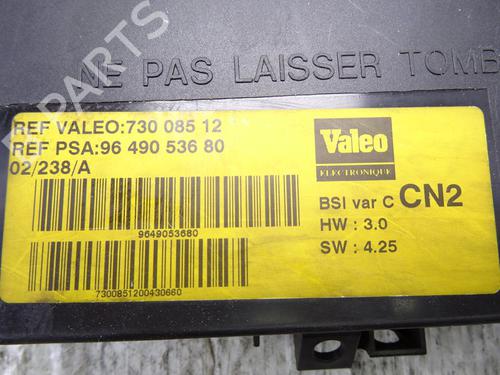 NE PAS LAISSER TOMB
REF VALEO:730 085 12
REF PSA:96 490 536 80
02/238/A
9649053680
7300851200430660
Valeo
ELECTRONIQUE
BSI var C CN2
HW : 3.0
SW : 4.25
B-PARTS